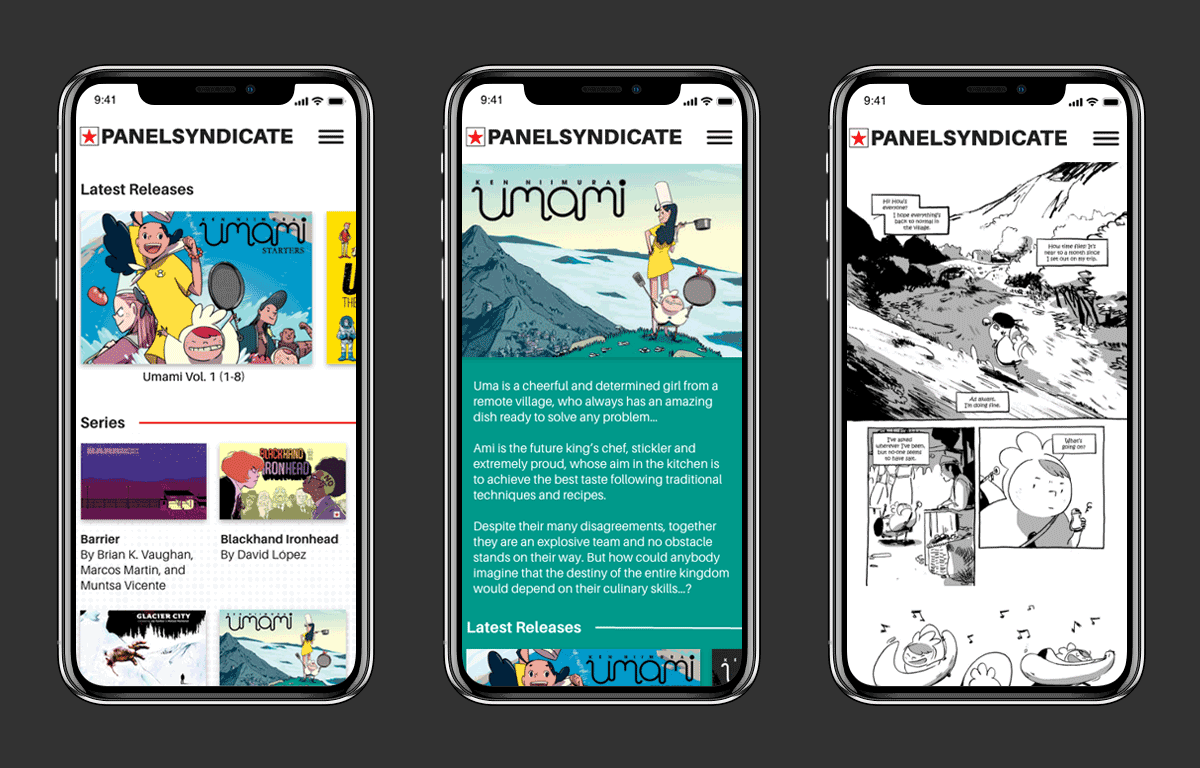 9:41
PANELSYNDICATE
Latest Releases
KEN NIIMURA
umami
STARTERS
U
THE
Umami Vol. 1 (1-8)
Series
BLACKHAND
IRONHEAD
Barrier
By Brian K. Vaughan,
Marcos Martin, and
Muntsa Vicente
Blackhand Ironhead
By David López
GLACIER CITY
KEN NIIMURA
umami
9:41
PANELSYNDICATE
KEN NIIMURA
umami
Uma is a cheerful and determined girl from a
remote village, who always has an amazing
dish ready to solve any problem...
Ami is the future king’s chef, stickler and
extremely proud, whose aim in the kitchen is
to achieve the best taste following traditional
techniques and recipes.
Despite their many disagreements, together
they are an explosive team and no obstacle
stands on their way. But how could anybody
imagine that the destiny of the entire kingdom
would depend on their culinary skills...?
Latest Releases
KEN NIIMURA
umami
9:41
PANELSYNDICATE
Hi! How's
everyone?
I hope everything's
back to normal in
the village.
How time flies! It's
near to a month since
I set out on my trip.
As always,
I'm doing fine.
I've asked
wherever I've been,
but no-one seems
to have salt.
What's
going on?